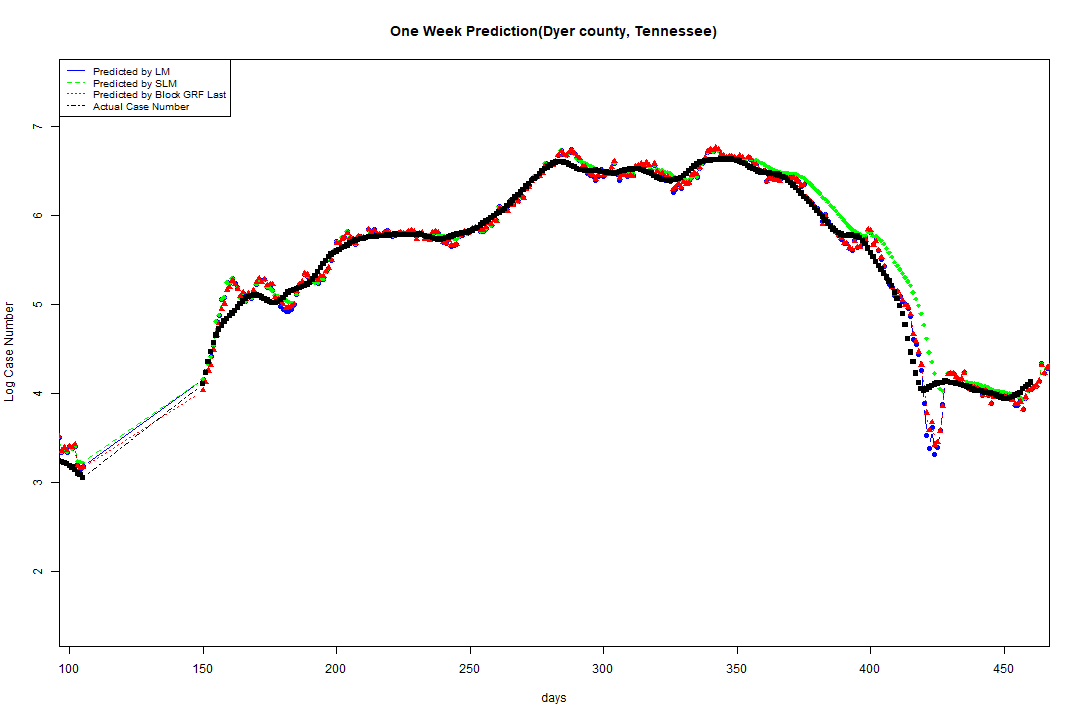 One Week Prediction(Dyer county, Tennessee)
Predicted by LM
Predicted by SLM
Predicted by Block GRF Last
Actual Case Number
7
6
5
4
3
2
Log Case Number
100 150 200 250 300 350 400 450
days